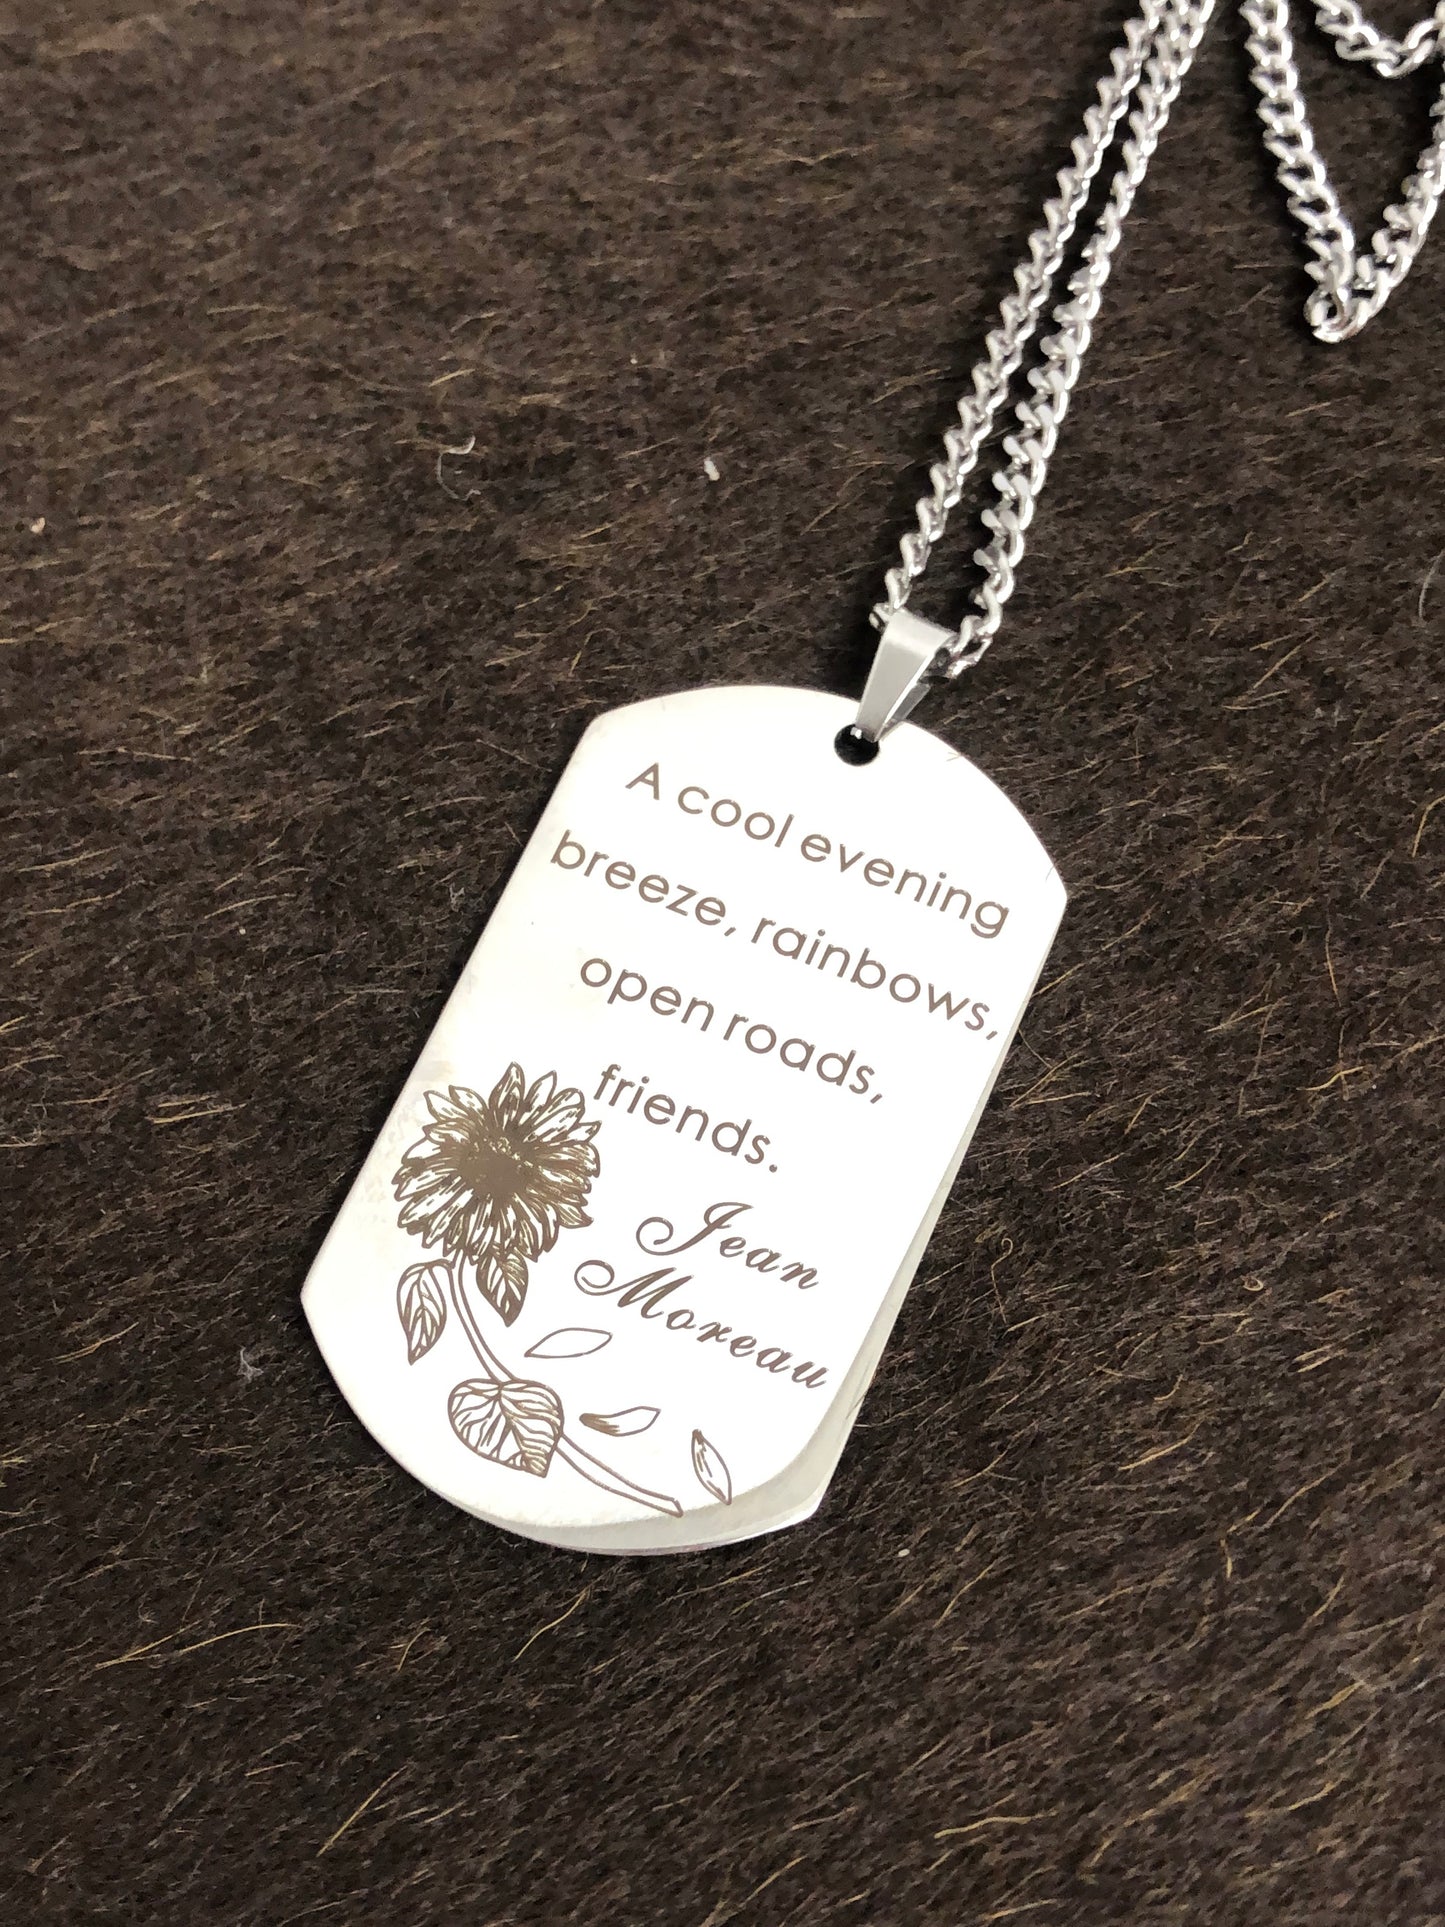 A cool evening
breeze, rainbows,
open roads,
friends.
Jean
Moreau